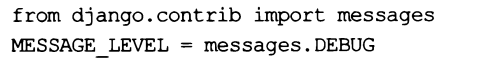 from django.contrib import messages
MESSAGE_LEVEL = messages.DEBUG